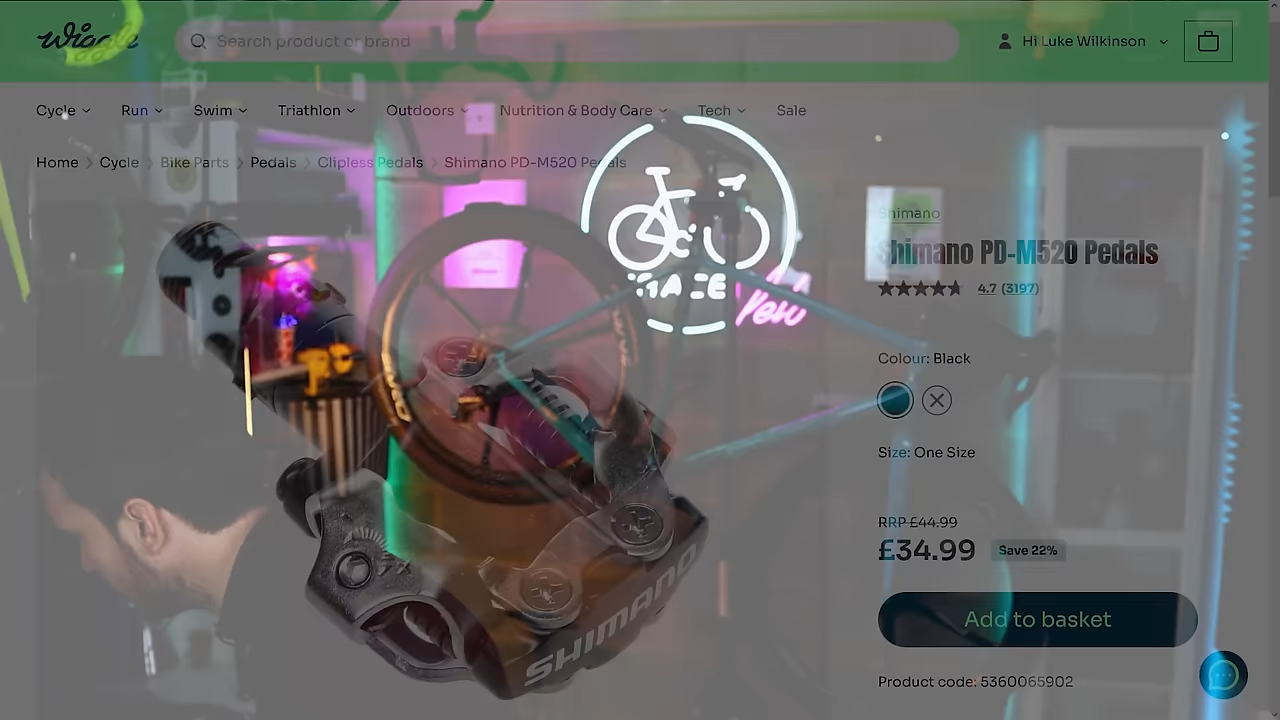 Wiggle
Search product or brand
Hi Luke Wilkinson
Cycle
Run
Swim
Triathlon
Outdoors
Nutrition & Body Care
Tech
Sale
Home > Cycle > Bike Parts > Pedals > Clipless Pedals > Shimano PD-M520 Pedals
Shimano
Shimano PD-M520 Pedals
4.7 (3197)
Colour: Black
Size: One Size
RRP £44.99
£34.99
Save 22%
Add to basket
Product code: 5360065902
SHIMANO